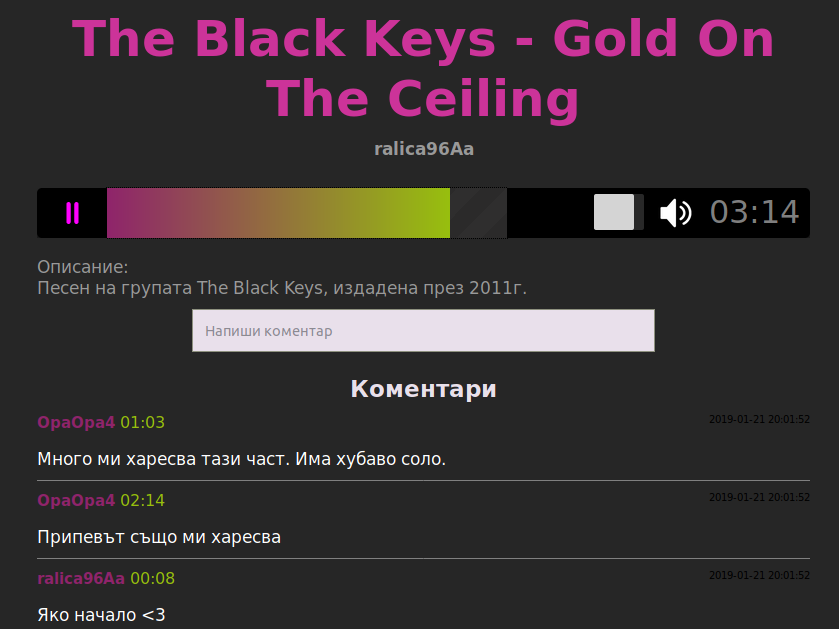 The Black Keys - Gold On
The Ceiling
ralica96Aa
03:14
Описание:
Песен на групата The Black Keys, издадена през 2011г.
Напиши коментар
Коментари
OpaOpa4 01:03 2019-01-21 20:01:52
Много ми харесва тази част. Има хубаво соло.
OpaOpa4 02:14 2019-01-21 20:01:52
Припевът също ми харесва
ralica96Aa 00:08 2019-01-21 20:01:52
Яко начало <3